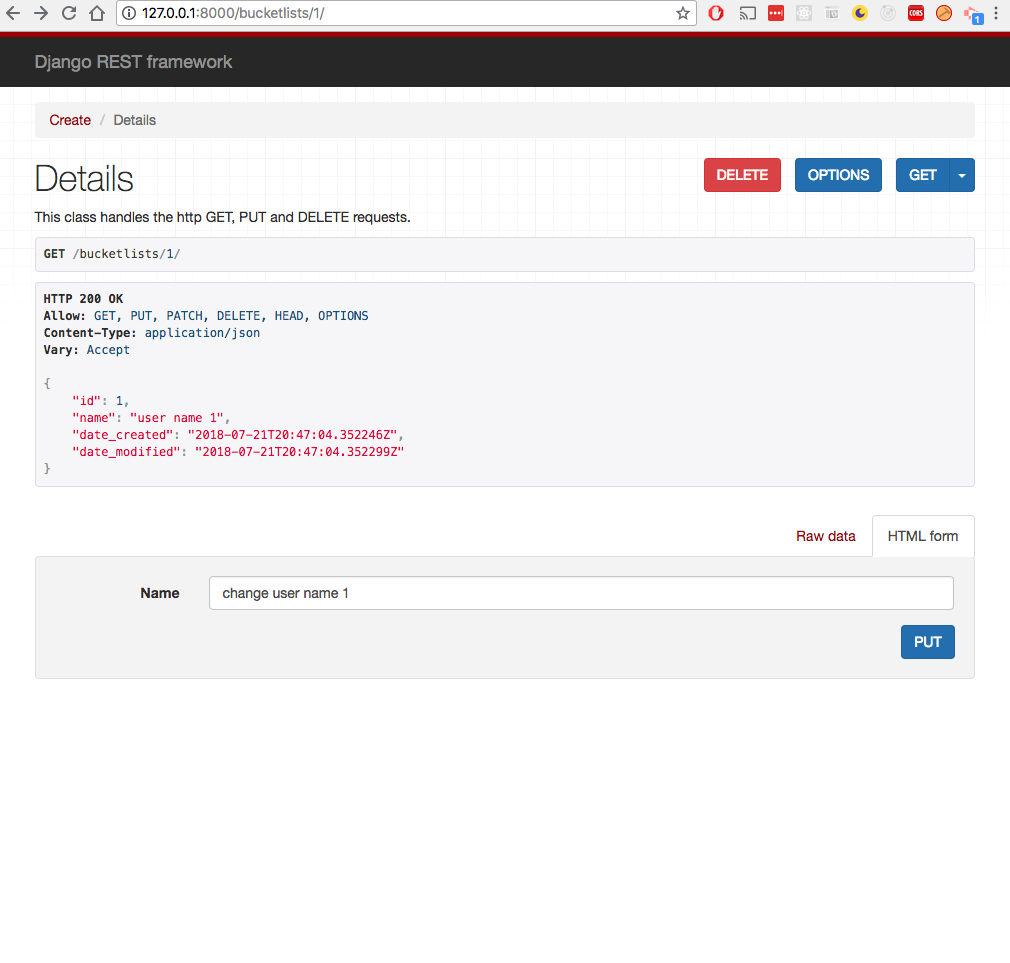 127.0.0.1:8000/bucketlists/1/
CORS
1
Django REST framework
Create / Details
Details
DELETE
OPTIONS
GET
This class handles the http GET, PUT and DELETE requests.
GET /bucketlists/1/
HTTP 200 OK
Allow: GET, PUT, PATCH, DELETE, HEAD, OPTIONS
Content-Type: application/json
Vary: Accept
{
"id": 1,
"name": "user name 1",
"date_created": "2018-07-21T20:47:04.352246Z",
"date_modified": "2018-07-21T20:47:04.352299Z"
}
Raw data
HTML form
Name
change user name 1
PUT